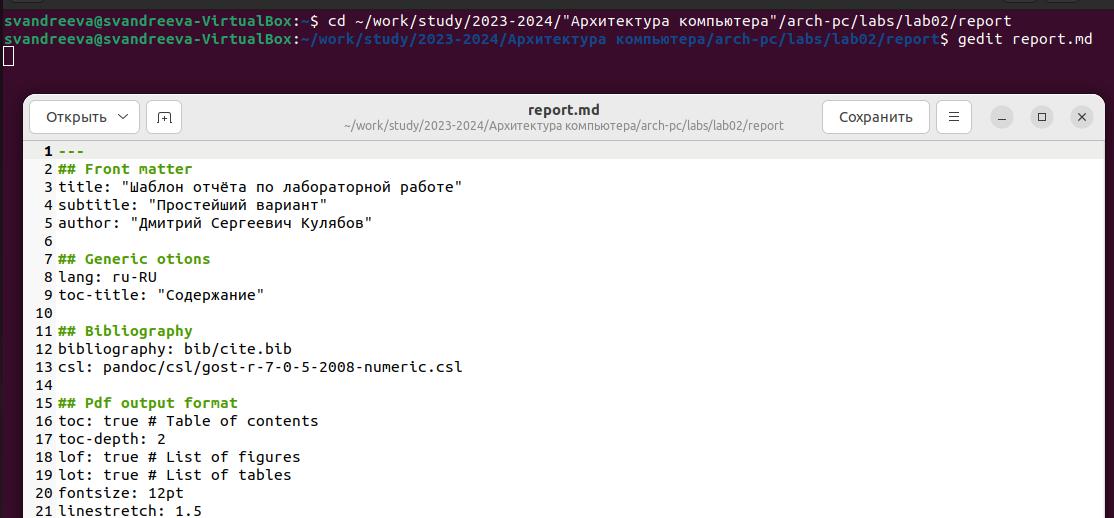 svandreeva@svandreeva-VirtualBox:~$ cd ~/work/study/2023-2024/"Архитектура компьютера"/arch-pc/labs/lab02/report
svandreeva@svandreeva-VirtualBox:~/work/study/2023-2024/Архитектура компьютера/arch-pc/labs/lab02/report$ gedit report.md
Открыть
report.md
~/work/study/2023-2024/Архитектура компьютера/arch-pc/labs/lab02/report
Сохранить
1 ---
2 ## Front matter
3 title: "Шаблон отчёта по лабораторной работе"
4 subtitle: "Простейший вариант"
5 author: "Дмитрий Сергеевич Кулябов"
6
7 ## Generic otions
8 lang: ru-RU
9 toc-title: "Содержание"
10
11 ## Bibliography
12 bibliography: bib/cite.bib
13 csl: pandoc/csl/gost-r-7-0-5-2008-numeric.csl
14
15 ## Pdf output format
16 toc: true # Table of contents
17 toc-depth: 2
18 lof: true # List of figures
19 lot: true # List of tables
20 fontsize: 12pt
21 linestretch: 1.5